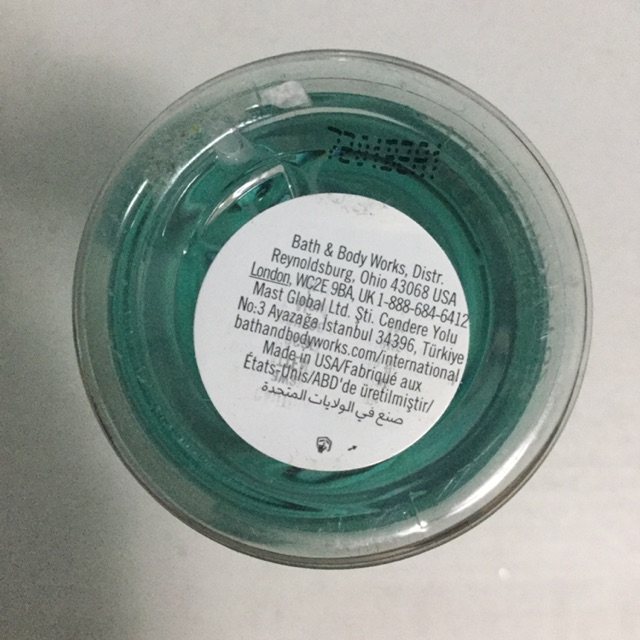 Bath & Body Works, Distr.
Reynoldsburg, Ohio 43068 USA
London, WC2E 9BA, UK 1-888-684-6412
Mast Global Ltd. Şti. Cendere Yolu
No:3 Ayazağa İstanbul 34396, Türkiye
bathandbodyworks.com/international
Made in USA/Fabriqué aux
États-Unis/ABD'de üretilmiştir/
صنع في الولايات المتحدة